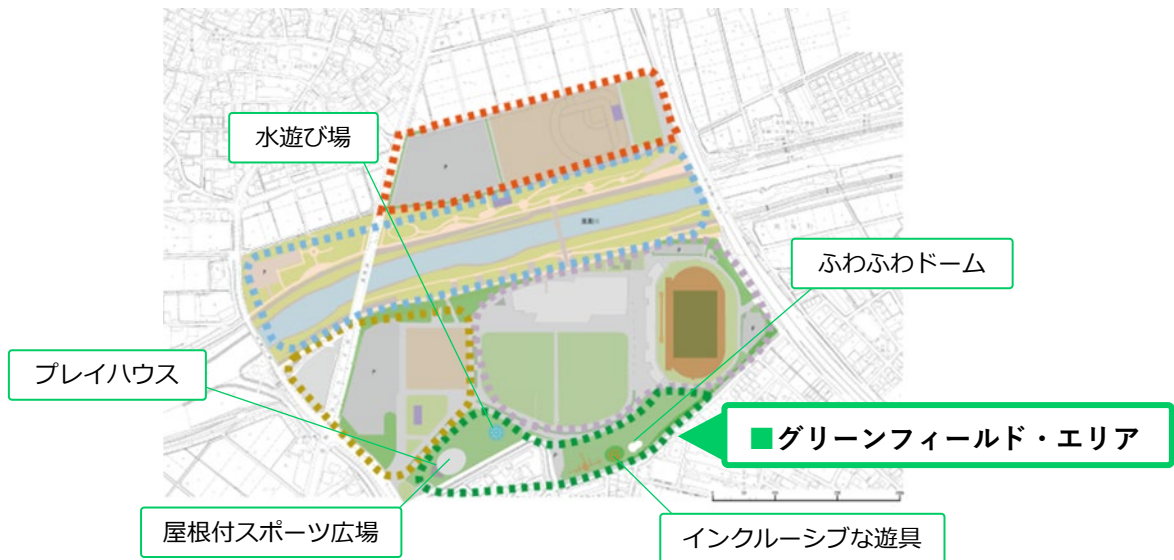 水遊び場
ふわふわドーム
プレイハウス
■グリーンフィールド・エリア
屋根付スポーツ広場
インクルーシブな遊具